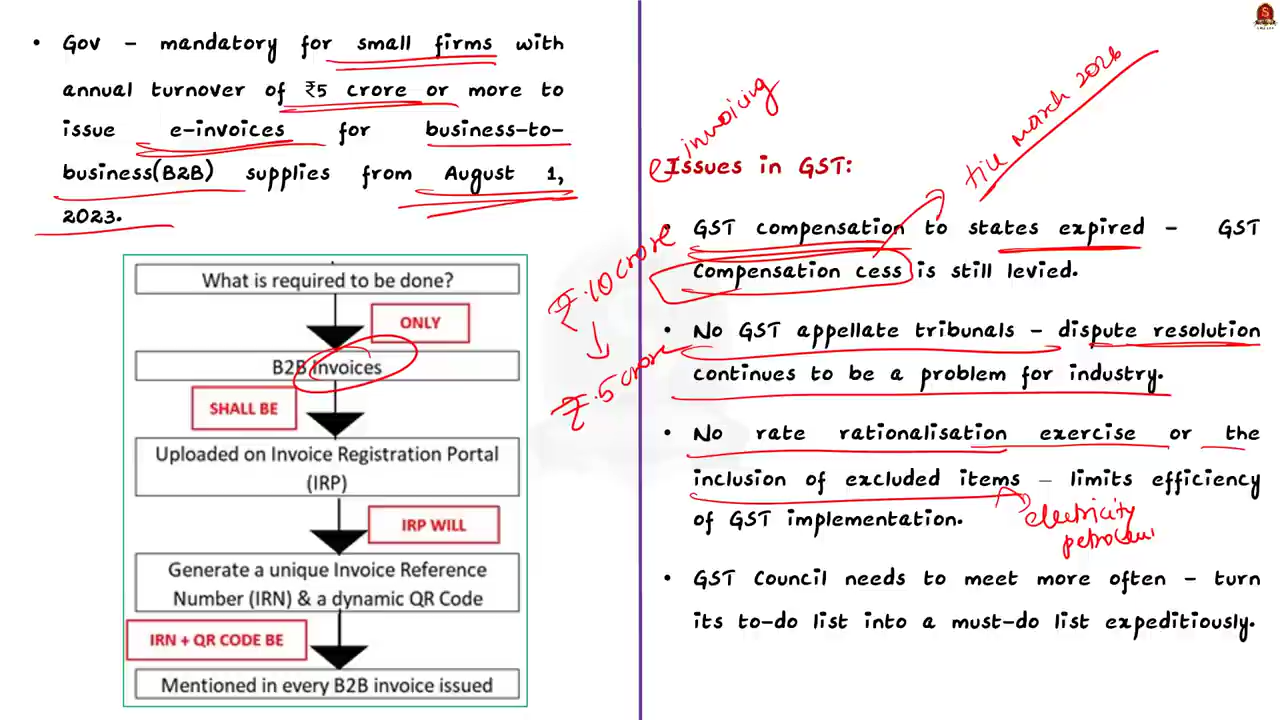 • Gov – mandatory for small firms with
annual turnover of ₹5 crore or more to
issue e-invoices for business-to-
business(B2B) supplies from August 1,
2023.
What is required to be done?
ONLY
B2B Invoices
SHALL BE
Uploaded on Invoice Registration Portal
(IRP)
IRP WILL
Generate a unique Invoice Reference
Number (IRN) & a dynamic QR Code
IRN + QR CODE BE
Mentioned in every B2B invoice issued
₹.10 crore
↓
₹.5 crore
e invoicing
till march 2026
Issues in GST:
• GST compensation to states expired – GST
Compensation cess is still levied.
• No GST appellate tribunals – dispute resolution
continues to be a problem for industry.
• No rate rationalisation exercise or the
inclusion of excluded items – limits efficiency
of GST implementation.
electricity
• GST Council needs to meet more often – turn
its to-do list into a must-do list expeditiously.